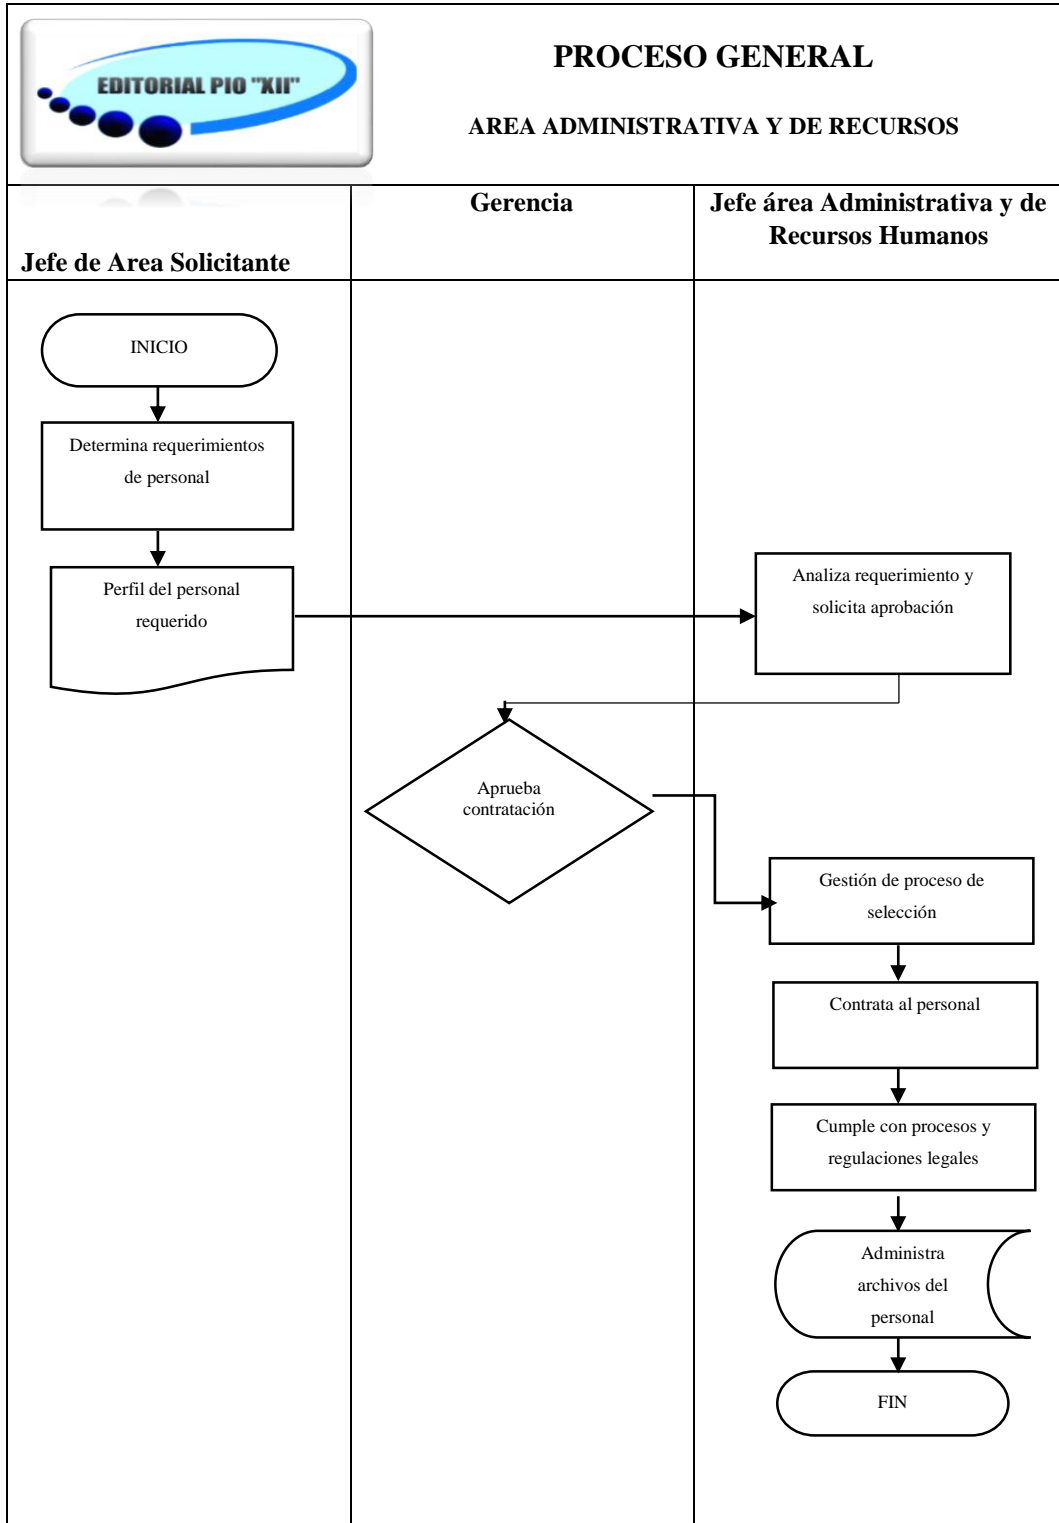 EDITORIAL PIO "XII"
PROCESO GENERAL
AREA ADMINISTRATIVA Y DE RECURSOS
Jefe de Area Solicitante
Gerencia
Jefe área Administrativa y de
Recursos Humanos
INICIO
Determina requerimientos
de personal
Perfil del personal
requerido
Analiza requerimiento y
solicita aprobación
Aprueba
contratación
Gestión de proceso de
selección
Contrata al personal
Cumple con procesos y
regulaciones legales
Administra
archivos del
personal
FIN